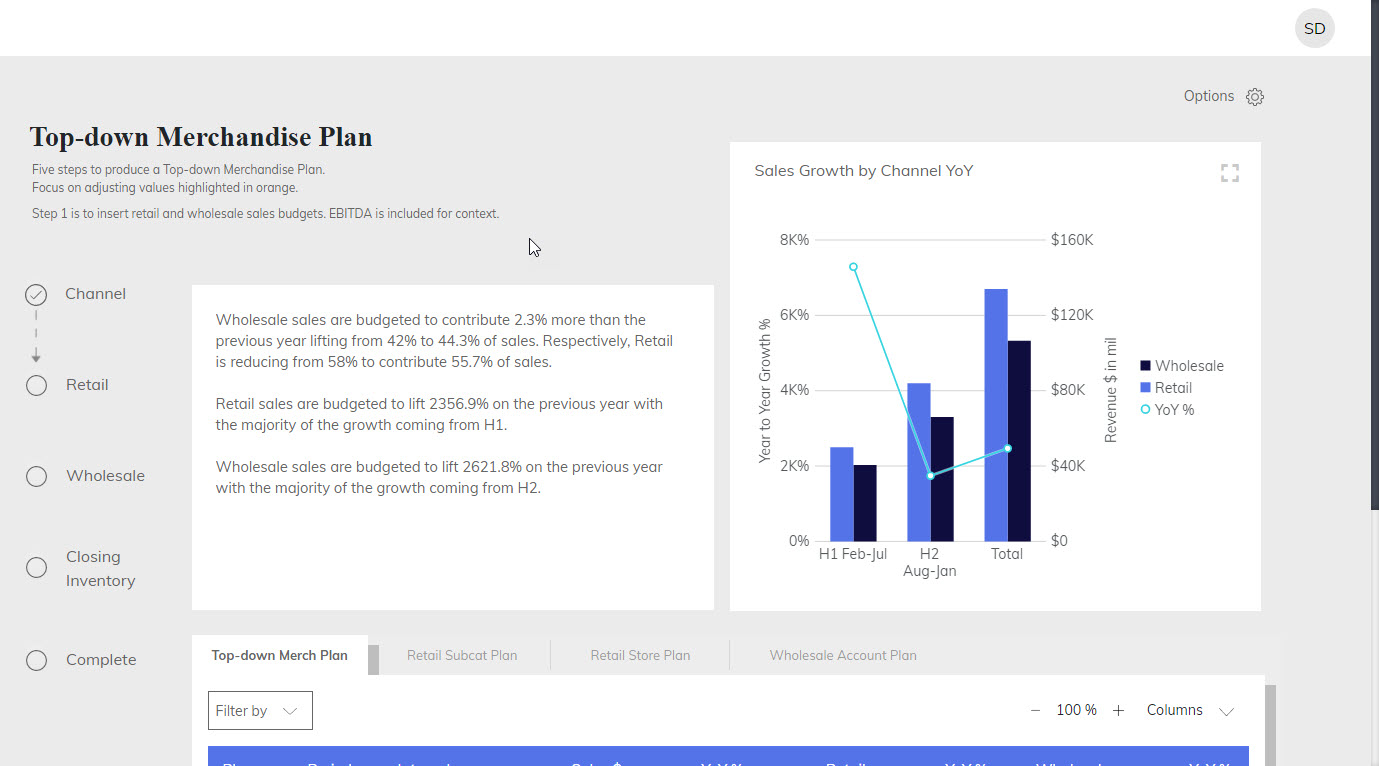 SD
Options
Top-down Merchandise Plan
Five steps to produce a Top-down Merchandise Plan.
Focus on adjusting values highlighted in orange.
Step 1 is to insert retail and wholesale sales budgets. EBITDA is included for context.
Channel
Retail
Wholesale
Closing
Inventory
Complete
Wholesale sales are budgeted to contribute 2.3% more than the
previous year lifting from 42% to 44.3% of sales. Respectively, Retail
is reducing from 58% to contribute 55.7% of sales.
Retail sales are budgeted to lift 2356.9% on the previous year with
the majority of the growth coming from H1.
Wholesale sales are budgeted to lift 2621.8% on the previous year
with the majority of the growth coming from H2.
Sales Growth by Channel YoY
Year to Year Growth %
8K%
6K%
4K%
2K%
0%
$160K
$120K
$80K
$40K
$0
Revenue $ in mil
H1 Feb-Jul
H2
Aug-Jan
Total
Wholesale
Retail
YoY %
Top-down Merch Plan
Retail Subcat Plan
Retail Store Plan
Wholesale Account Plan
Filter by
100 %
Columns